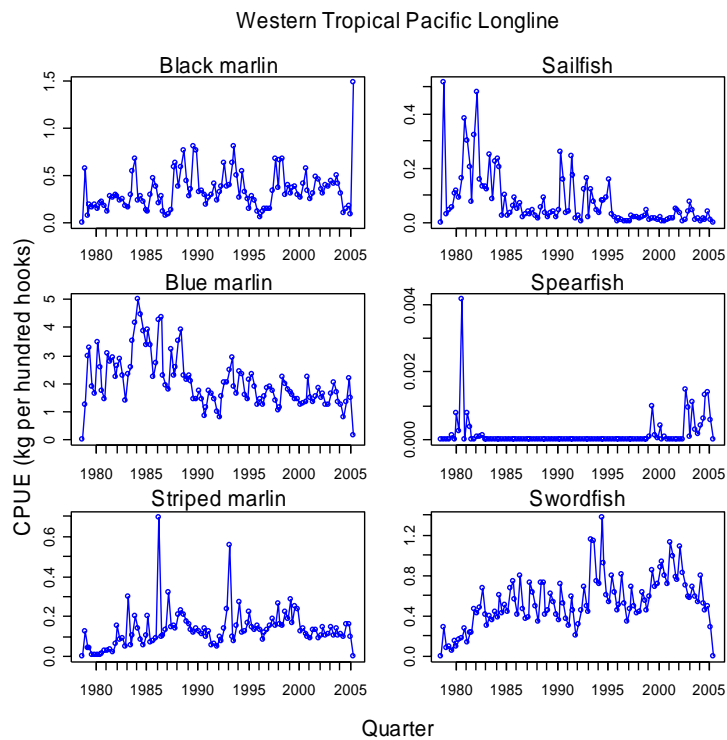 Western Tropical Pacific Longline
Black marlin
0.0 0.5 1.0 1.5
1980 1985 1990 1995 2000 2005
Sailfish
0.0 0.2 0.4
1980 1985 1990 1995 2000 2005
Blue marlin
0 1 2 3 4 5
1980 1985 1990 1995 2000 2005
Spearfish
0.000 0.002 0.004
1980 1985 1990 1995 2000 2005
Striped marlin
0.0 0.2 0.4 0.6
1980 1985 1990 1995 2000 2005
Swordfish
0.0 0.4 0.8 1.2
1980 1985 1990 1995 2000 2005
CPUE (kg per hundred hooks)
Quarter